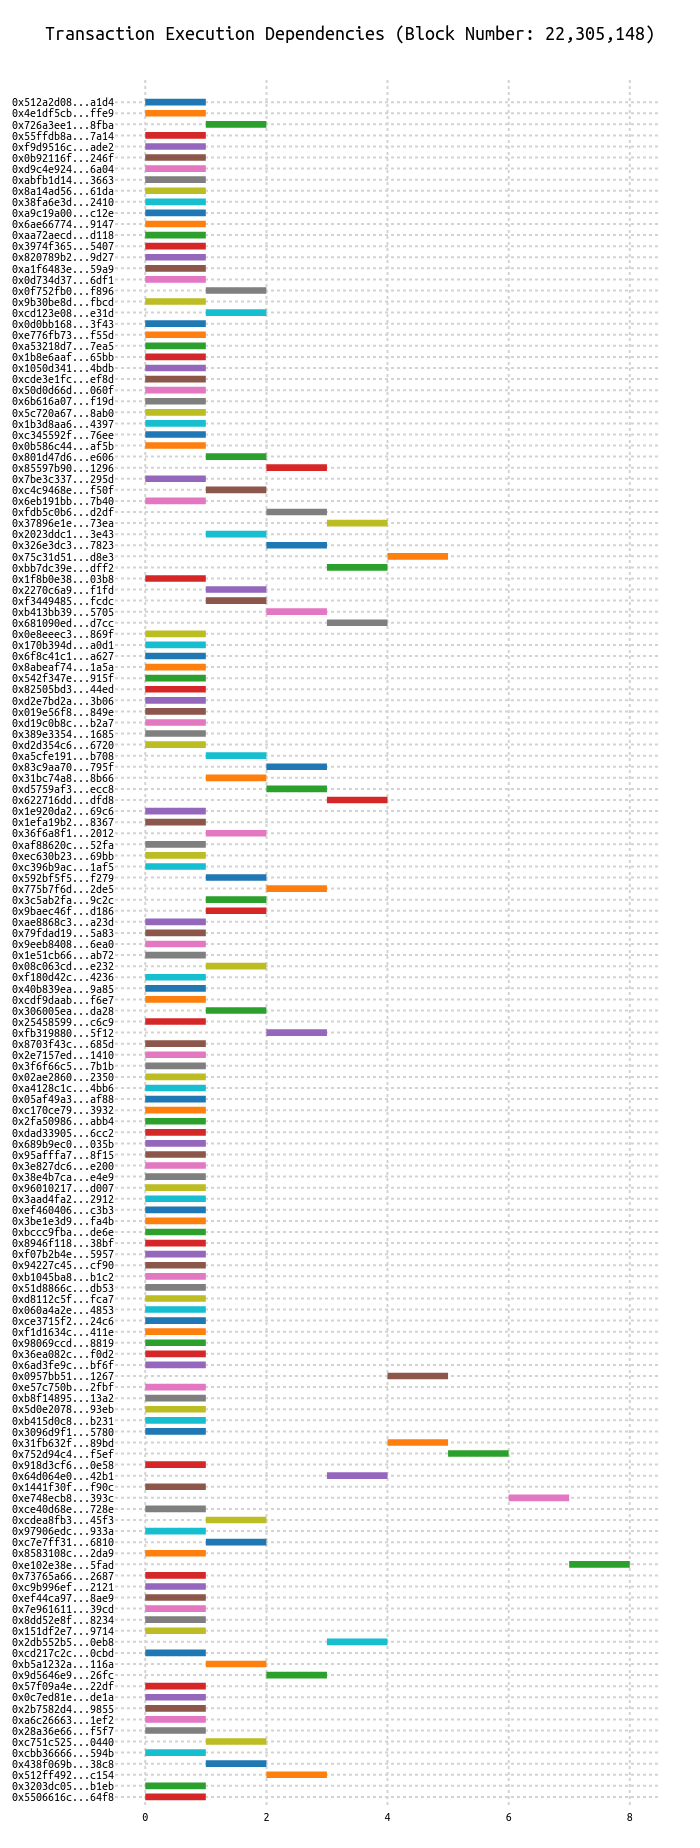 Transaction Execution Dependencies (Block Number: 22,305,148)
0x512a2d08...a1d4
0x4e1df5cb...ffe9
0x726a3ee1...8fba
0x55ffdb8a...7a14
0xf9d9516c...ade2
0x0b92116f...246f
0xd9c4e924...6a04
0xabfb1d14...3663
0x8a14ad56...61da
0x38fa6e3d...2410
0xa9c19a00...c12e
0x6ae66774...9147
0xaa72aecd...d118
0x3974f365...5407
0x820789b2...9d27
0xa1f6483e...59a9
0x0d734d37...6df1
0x0f752fb0...f896
0x9b30be8d...fbcd
0xcd123e08...e31d
0x0d0bb168...3f43
0xe776fb73...f55d
0xa53218d7...7ea5
0x1b8e6aaf...65bb
0x1050d341...4bdb
0xcde3e1fc...ef8d
0x50d0d66d...060f
0x6b616a07...f19d
0x5c720a67...8ab0
0x1b3d8aa6...4397
0xc345592f...76ee
0x0b586c44...af5b
0x801d47d6...e606
0x85597b90...1296
0x7be3c337...295d
0xc4c9468e...f50f
0x6eb191bb...7b40
0xfdb5c0b6...d2df
0x37896e1e...73ea
0x2023ddc1...3e43
0x326e3dc3...7823
0x75c31d51...d8e3
0xbb7dc39e...dff2
0x1f8b0e38...03b8
0x2270c6a9...f1fd
0xf3449485...fcdc
0xb413bb39...5705
0x681090ed...d7cc
0x0e8eeec3...869f
0x170b394d...a0d1
0x6f8c41c1...a627
0x8abeaf74...1a5a
0x542f347e...915f
0x82505bd3...44ed
0xd2e7bd2a...3b06
0x019e56f8...849e
0xd19c0b8c...b2a7
0x389e3354...1685
0xd2d354c6...6720
0xa5cfe191...b708
0x83c9aa70...795f
0x31bc74a8...8b66
0xd5759af3...ecc8
0x622716dd...dfd8
0x1e920da2...69c6
0x1efa19b2...8367
0x36f6a8f1...2012
0xaf88620c...52fa
0xec630b23...69bb
0xc396b9ac...1af5
0x592bf5f5...f279
0x775b7f6d...2de5
0x3c5ab2fa...9c2c
0x9baec46f...d186
0xae8868c3...a23d
0x79fdad19...5a83
0x9eeb8408...6ea0
0x1e51cb66...ab72
0x08c063cd...e232
0xf180d42c...4236
0x40b839ea...9a85
0xcdf9daab...f6e7
0x306005ea...da28
0x25458599...c6c9
0xfb319880...5f12
0x8703f43c...685d
0x2e7157ed...1410
0x3f6f66c5...7b1b
0x02ae2860...2350
0xa4128c1c...4bb6
0x05af49a3...af88
0xc170ce79...3932
0x2fa50986...abb4
0xdad33905...6cc2
0x689b9ec0...035b
0x95afffa7...8f15
0x3e827dc6...e200
0x38e4b7ca...e4e9
0x96010217...d007
0x3aad4fa2...2912
0xef460406...c3b3
0x3be1e3d9...fa4b
0xbccc9fba...de6e
0x8946f118...38bf
0xf07b2b4e...5957
0x94227c45...cf90
0xb1045ba8...b1c2
0x51d8866c...db53
0xd8112c5f...fca7
0x060a4a2e...4853
0xce3715f2...24c6
0xf1d1634c...411e
0x98069ccd...8819
0x36ea082c...f0d2
0x6ad3fe9c...bf6f
0x0957bb51...1267
0xe57c750b...2fbf
0xb8f14895...13a2
0x5d0e2078...93eb
0xb415d0c8...b231
0x3096d9f1...5780
0x31fb632f...89bd
0x752d94c4...f5ef
0x918d3cf6...0e58
0x64d064e0...42b1
0x1441f30f...f90c
0xe748ecb8...393c
0xce40d68e...728e
0xcdea8fb3...45f3
0x97906edc...933a
0xc7e7ff31...6810
0x8583108c...2da9
0xe102e38e...5fad
0x73765a66...2687
0xc9b996ef...2121
0xef44ca97...8ae9
0x7e961611...39cd
0x8dd52e8f...8234
0x151df2e7...9714
0x2db552b5...0eb8
0xcd217c2c...0cbd
0xb5a1232a...116a
0x9d5646e9...26fc
0x57f09a4e...22df
0x0c7ed81e...de1a
0x2b7582d4...9855
0xa6c26663...1ef2
0x28a36e66...f5f7
0xc751c525...0440
0xcbb36666...594b
0x438f069b...38c8
0x512ff492...c154
0x3203dc05...b1eb
0x5506616c...64f8
0 2 4 6 8